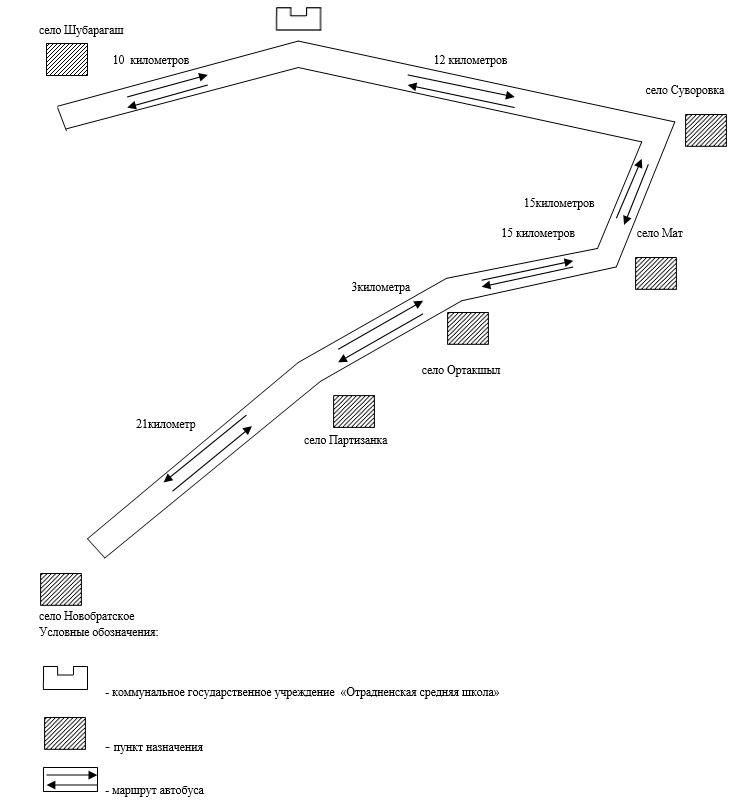 село Шубарагаш
10 километров
12 километров
село Суворовка
15километров
15 километров
село Мат
3километра
село Ортакшыл
21километр
село Партизанка
село Новобратское
Условные обозначения:
- коммунальное государственное учреждение «Отрадненская средняя школа»
- пункт назначения
- маршрут автобуса